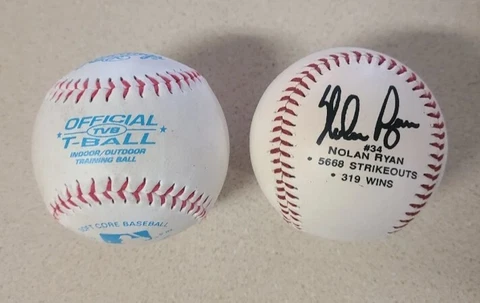 OFFICIAL
TVB
T-BALL
INDOOR/OUTDOOR
TRAINING BALL
SOFT CORE BASEBALL
Nolan Ryan
#34
NOLAN RYAN
• 5668 STRIKEOUTS
• 319 WINS